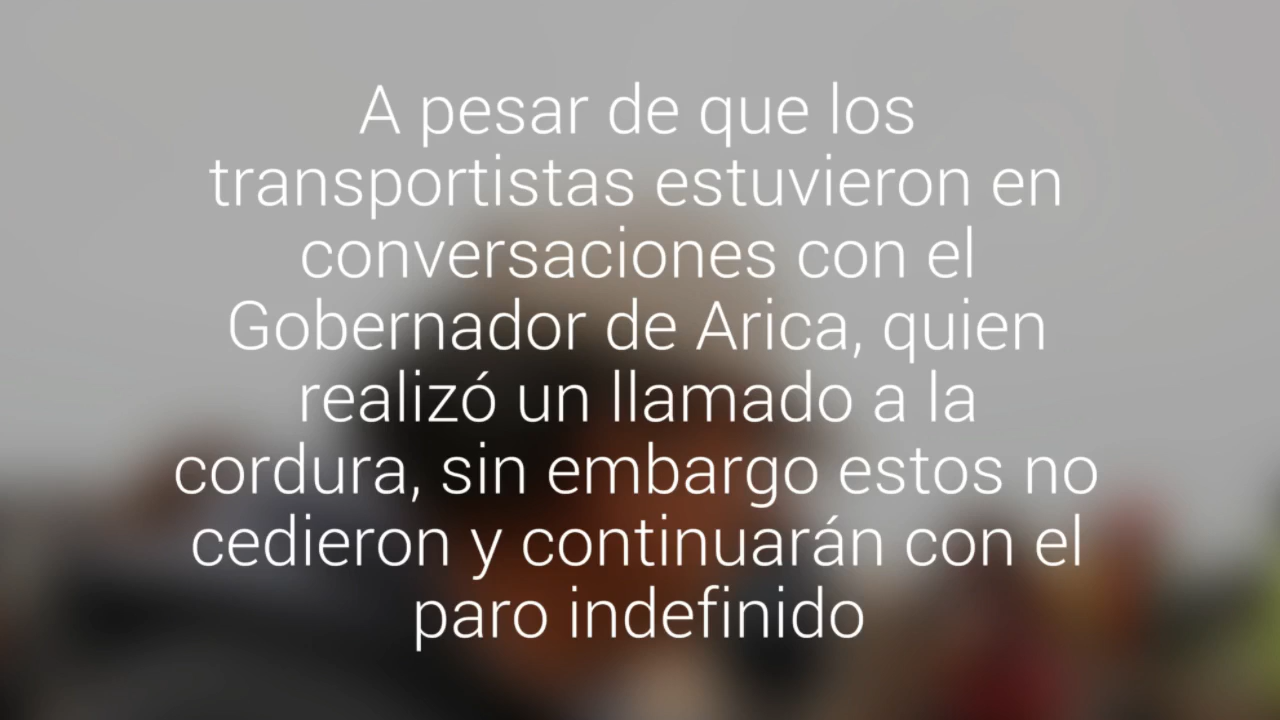 A pesar de que los
transportistas estuvieron en
conversaciones con el
Gobernador de Arica, quien
realizó un llamado a la
cordura, sin embargo estos no
cedieron y continuarán con el
paro indefinido